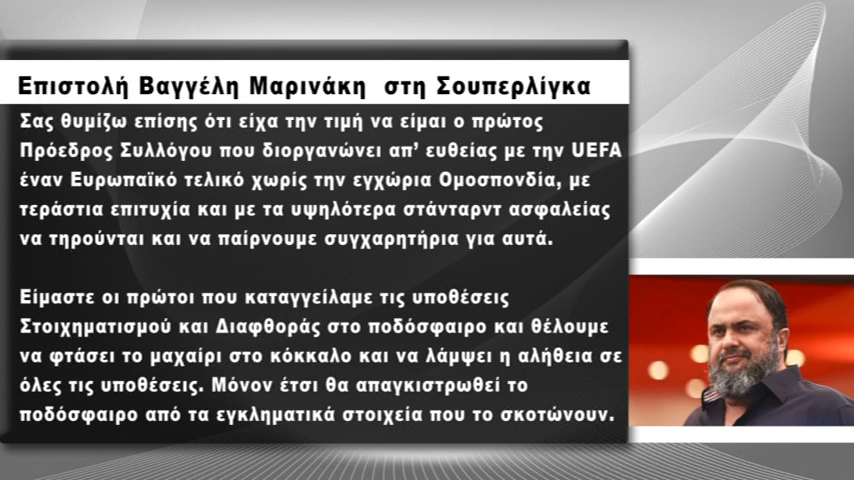 Επιστολή Βαγγέλη Μαρινάκη στη Σουπερλίγκα
Σας θυμίζω επίσης ότι είχα την τιμή να είμαι ο πρώτος
Πρόεδρος Συλλόγου που διοργανώνει απ’ ευθείας με την UEFA
έναν Ευρωπαϊκό τελικό χωρίς την εγχώρια Ομοσπονδία, με
τεράστια επιτυχία και με τα υψηλότερα στάνταρντ ασφαλείας
να τηρούνται και να παίρνουμε συγχαρητήρια για αυτά.
Είμαστε οι πρώτοι που καταγγείλαμε τις υποθέσεις
Στοιχηματισμού και Διαφθοράς στο ποδόσφαιρο και θέλουμε
να φτάσει το μαχαίρι στο κόκκαλο και να λάμψει η αλήθεια σε
όλες τις υποθέσεις. Μόνον έτσι θα απαγκιστρωθεί το
ποδόσφαιρο από τα εγκληματικά στοιχεία που το σκοτώνουν.